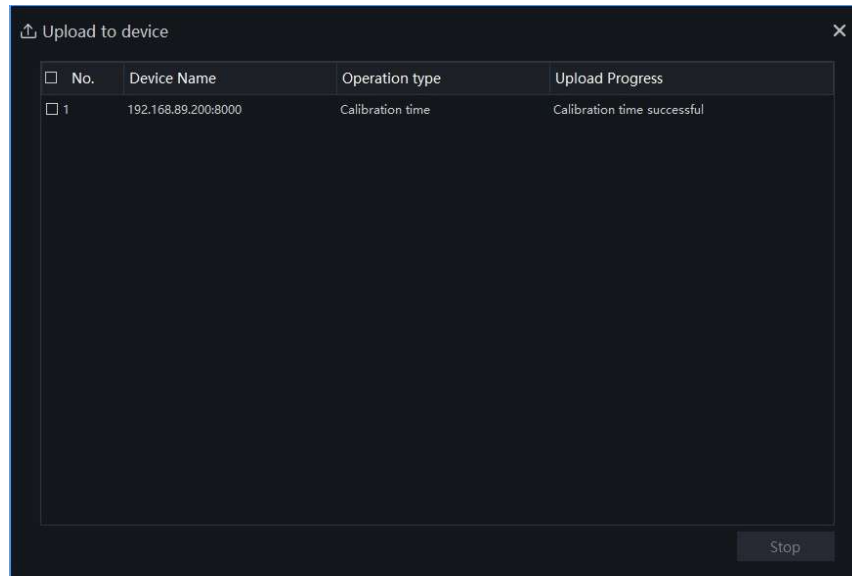 Upload to device
No. Device Name Operation type Upload Progress
1 192.168.89.200:8000 Calibration time Calibration time successful
Stop